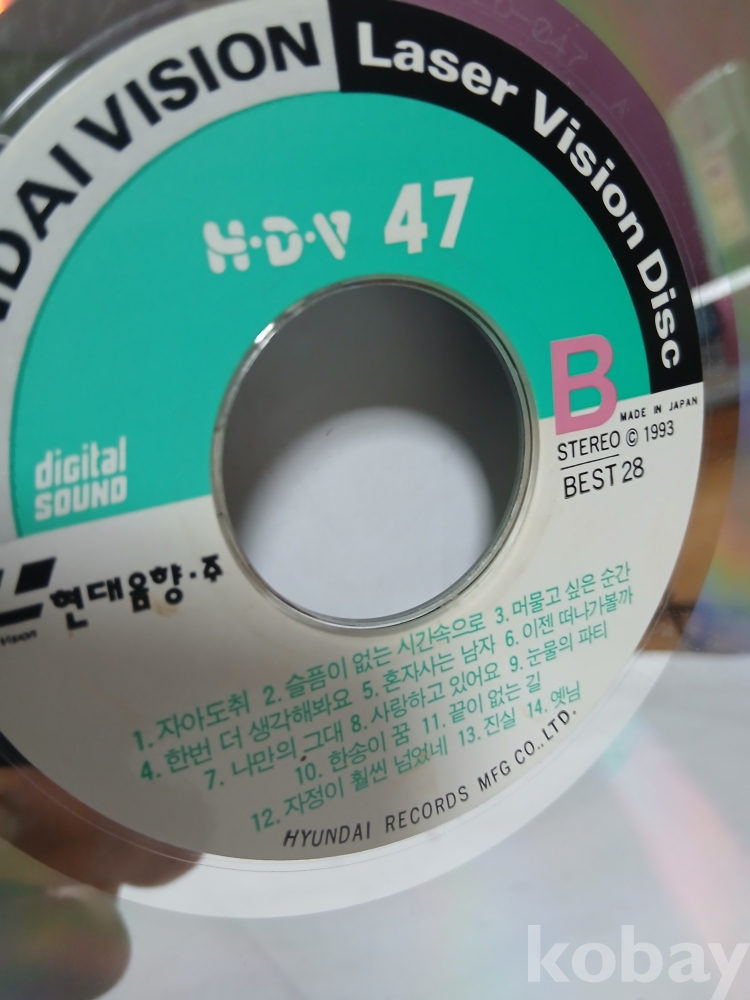 DAI VISION
Laser Vision Disc
H·D·V 47
B
MADE IN JAPAN
STEREO © 1993
BEST 28
digital
SOUND
현대음향·주
Vision
1. 자아도취 2. 슬픔이 없는 시간속으로 3. 머물고 싶은 순간
4. 한번 더 생각해봐요 5. 혼자사는 남자 6. 이젠 떠나가볼까
7. 나만의 그대 8. 사랑하고 있어요 9. 눈물의 파티
10. 한송이 꿈 11. 끝이 없는 길
12. 자정이 훨씬 넘었네 13. 진실 14. 옛님
HYUNDAI RECORDS MFG CO.,LTD.
kobay